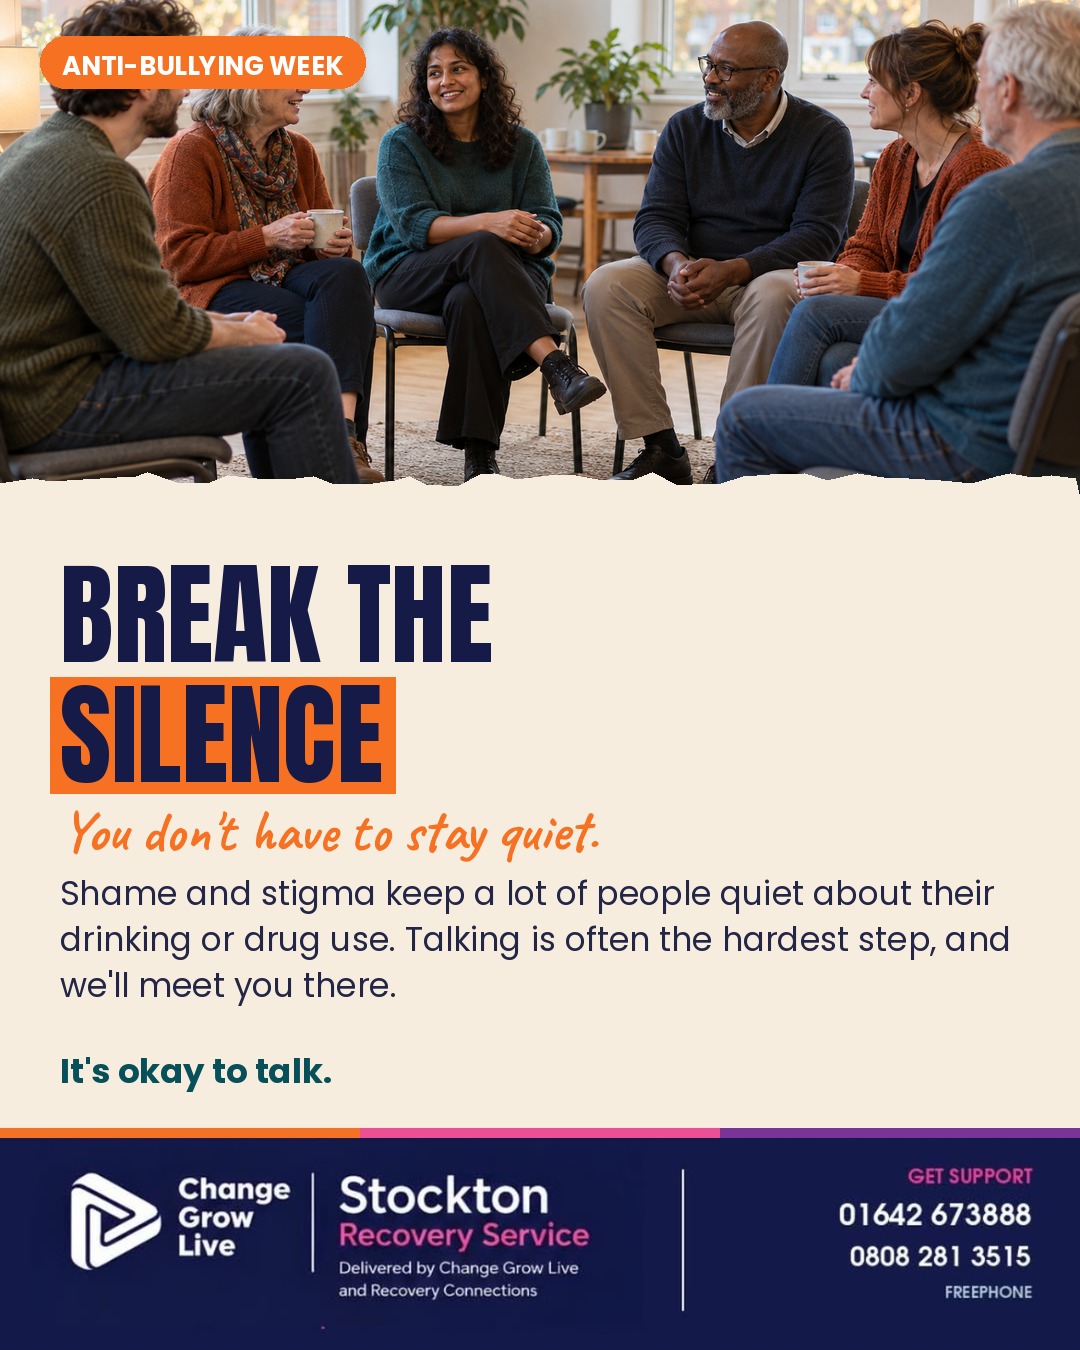 ANTI-BULLYING WEEK
BREAK THE
SILENCE
You don't have to stay quiet.
Shame and stigma keep a lot of people quiet about their
drinking or drug use. Talking is often the hardest step, and
we'll meet you there.
It's okay to talk.
Change
Grow
Live
Stockton
Recovery Service
Delivered by Change Grow Live
and Recovery Connections
GET SUPPORT
01642 673888
0808 281 3515
FREEPHONE